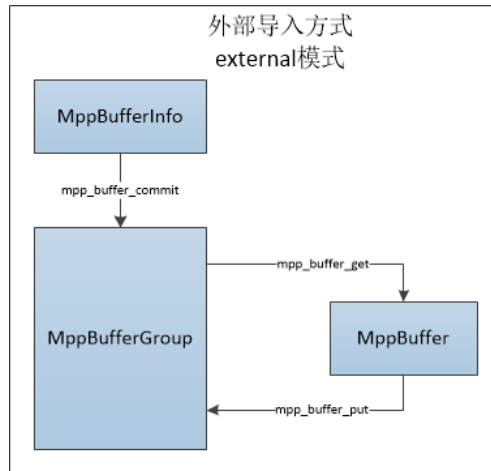 外部导入方式
external模式
MppBufferInfo
mpp_buffer_commit
mpp_buffer_get
MppBufferGroup
MppBuffer
mpp_buffer_put